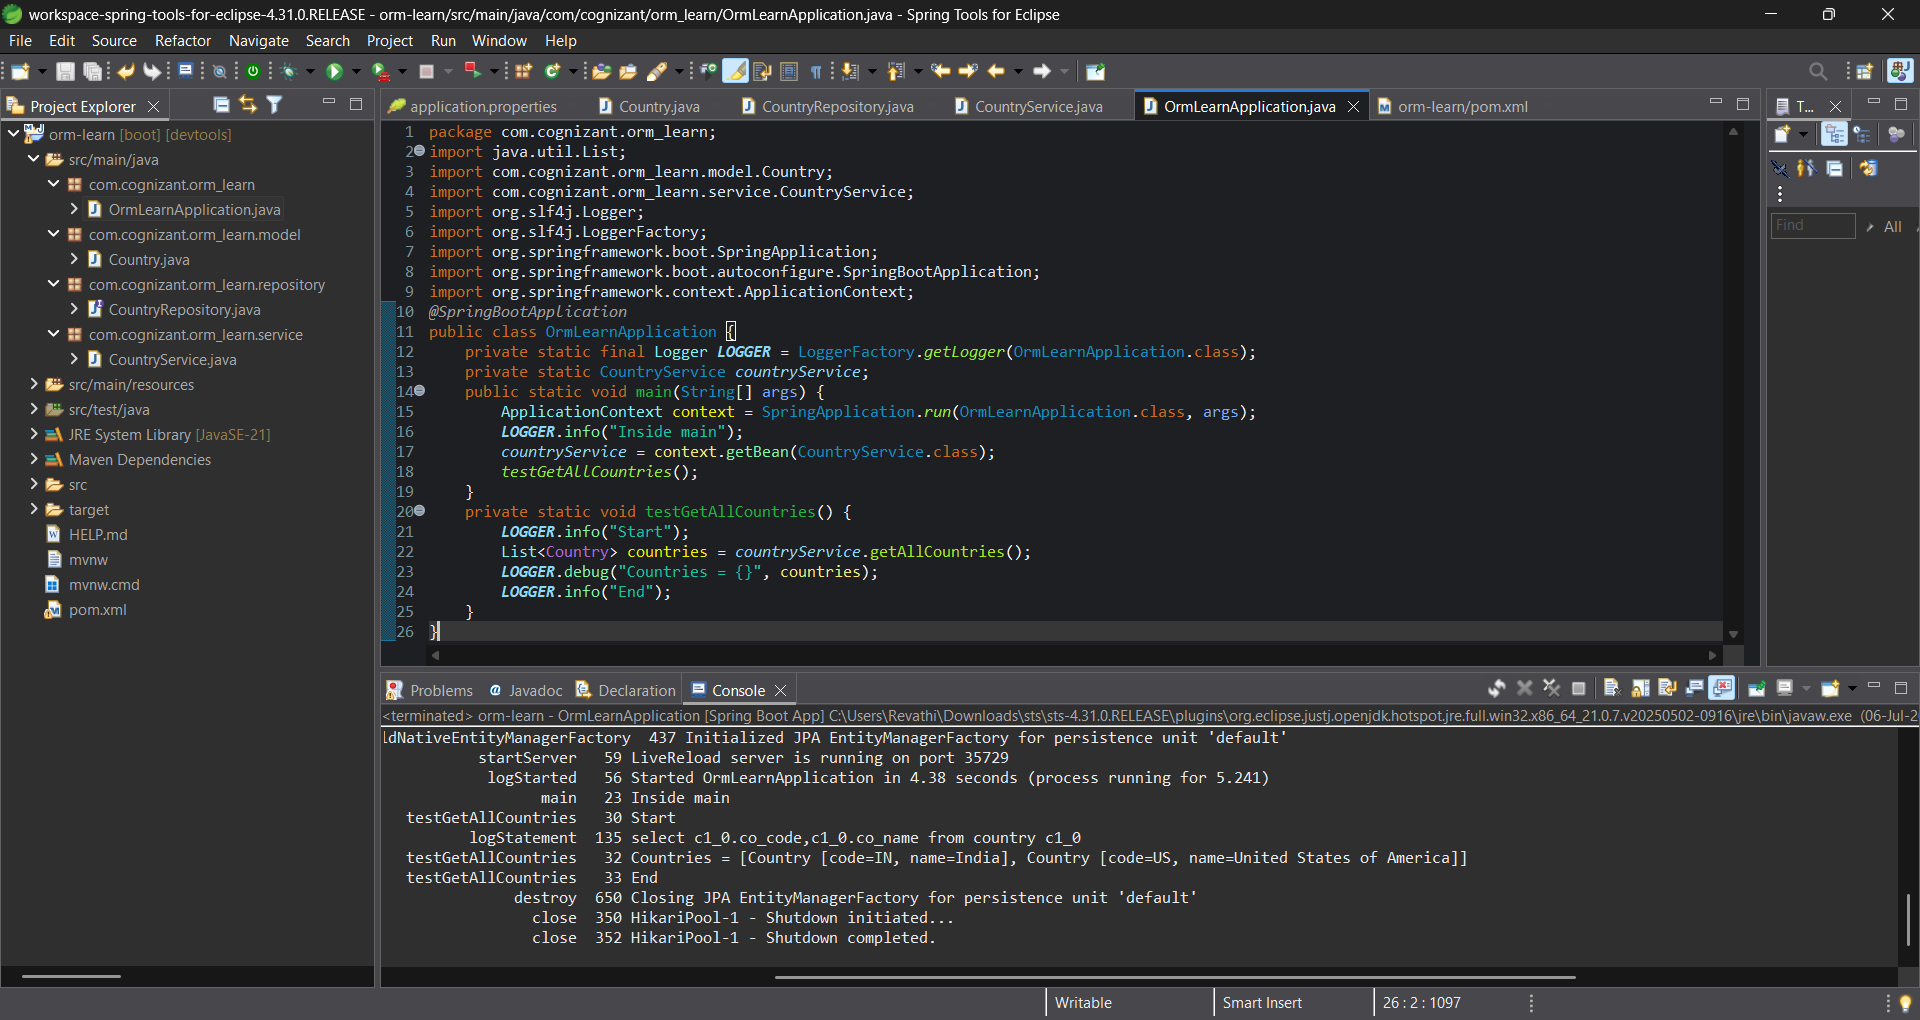 workspace-spring-tools-for-eclipse-4.31.0.RELEASE - orm-learn/src/main/java/com/cognizant/orm_learn/OrmLearnApplication.java - Spring Tools for Eclipse
File Edit Source Refactor Navigate Search Project Run Window Help
Project Explorer
orm-learn [boot] [devtools]
src/main/java
com.cognizant.orm_learn
OrmLearnApplication.java
com.cognizant.orm_learn.model
Country.java
com.cognizant.orm_learn.repository
CountryRepository.java
com.cognizant.orm_learn.service
CountryService.java
src/main/resources
src/test/java
JRE System Library [JavaSE-21]
Maven Dependencies
src
target
HELP.md
mvnw
mvnw.cmd
pom.xml
application.properties Country.java CountryRepository.java CountryService.java OrmLearnApplication.java orm-learn/pom.xml
1 package com.cognizant.orm_learn;
2 import java.util.List;
3 import com.cognizant.orm_learn.model.Country;
4 import com.cognizant.orm_learn.service.CountryService;
5 import org.slf4j.Logger;
6 import org.slf4j.LoggerFactory;
7 import org.springframework.boot.SpringApplication;
8 import org.springframework.boot.autoconfigure.SpringBootApplication;
9 import org.springframework.context.ApplicationContext;
10 @SpringBootApplication
11 public class OrmLearnApplication {
12 private static final Logger LOGGER = LoggerFactory.getLogger(OrmLearnApplication.class);
13 private static CountryService countryService;
14 public static void main(String[] args) {
15 ApplicationContext context = SpringApplication.run(OrmLearnApplication.class, args);
16 LOGGER.info("Inside main");
17 countryService = context.getBean(CountryService.class);
18 testGetAllCountries();
19 }
20 private static void testGetAllCountries() {
21 LOGGER.info("Start");
22 List<Country> countries = countryService.getAllCountries();
23 LOGGER.debug("Countries = {}", countries);
24 LOGGER.info("End");
25 }
26 }
T...
Find All
Problems Javadoc Declaration Console
<terminated> orm-learn - OrmLearnApplication [Spring Boot App] C:\Users\Revathi\Downloads\sts\sts-4.31.0.RELEASE\plugins\org.eclipse.justj.openjdk.hotspot.jre.full.win32.x86_64_21.0.7.v20250502-0916\jre\bin\javaw.exe (06-Jul-2
ldNativeEntityManagerFactory 437 Initialized JPA EntityManagerFactory for persistence unit 'default'
startServer 59 LiveReload server is running on port 35729
logStarted 56 Started OrmLearnApplication in 4.38 seconds (process running for 5.241)
main 23 Inside main
testGetAllCountries 30 Start
logStatement 135 select c1_0.co_code,c1_0.co_name from country c1_0
testGetAllCountries 32 Countries = [Country [code=IN, name=India], Country [code=US, name=United States of America]]
testGetAllCountries 33 End
destroy 650 Closing JPA EntityManagerFactory for persistence unit 'default'
close 350 HikariPool-1 - Shutdown initiated...
close 352 HikariPool-1 - Shutdown completed.
Writable Smart Insert 26 : 2 : 1097